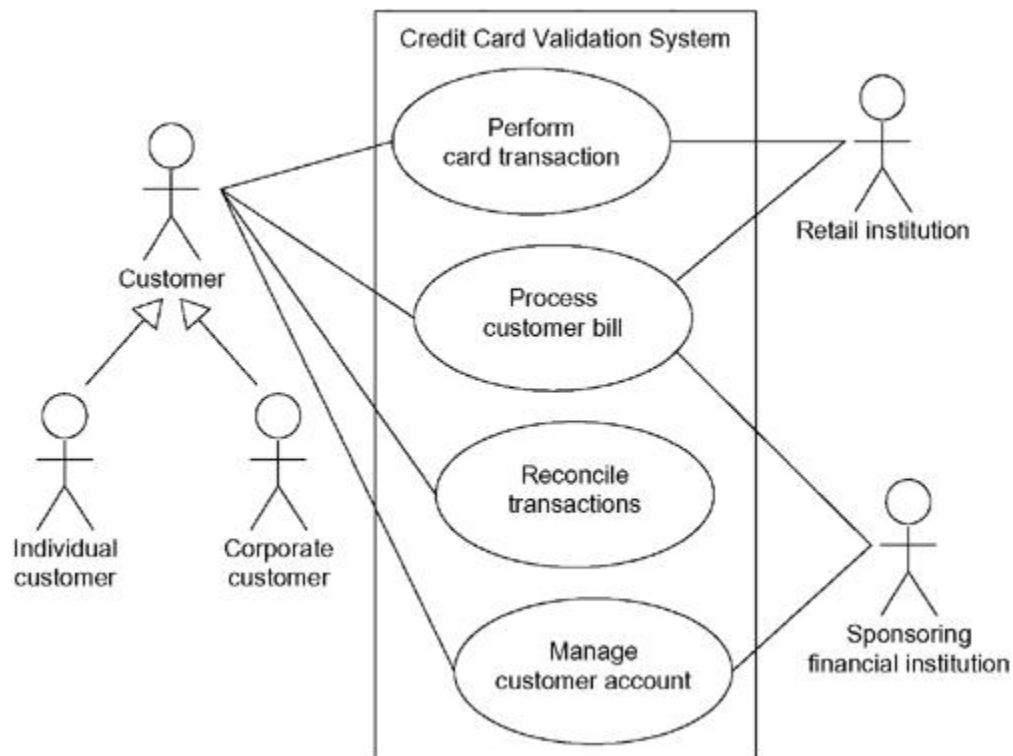 Credit Card Validation System
Perform
card transaction
Retail institution
Customer
Process
customer bill
Individual
customer
Corporate
customer
Reconcile
transactions
Sponsoring
financial institution
Manage
customer account